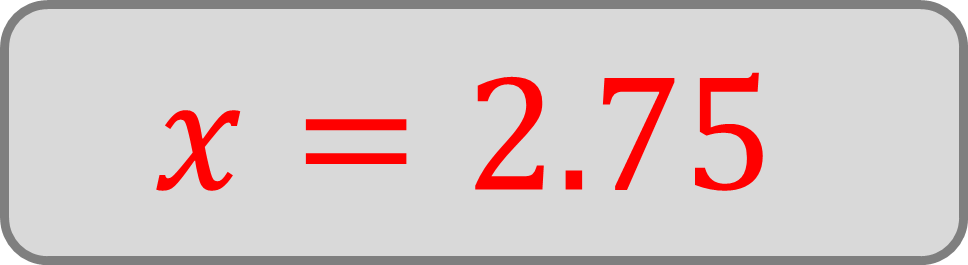 x = 2.75